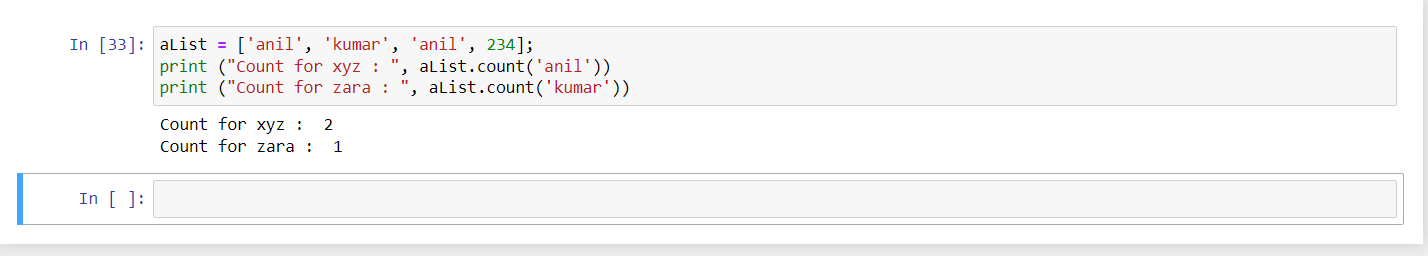 In [33]: aList = ['anil', 'kumar', 'anil', 234];
print ("Count for xyz : ", aList.count('anil'))
print ("Count for zara : ", aList.count('kumar'))
Count for xyz :  2
Count for zara :  1
In [ ]: